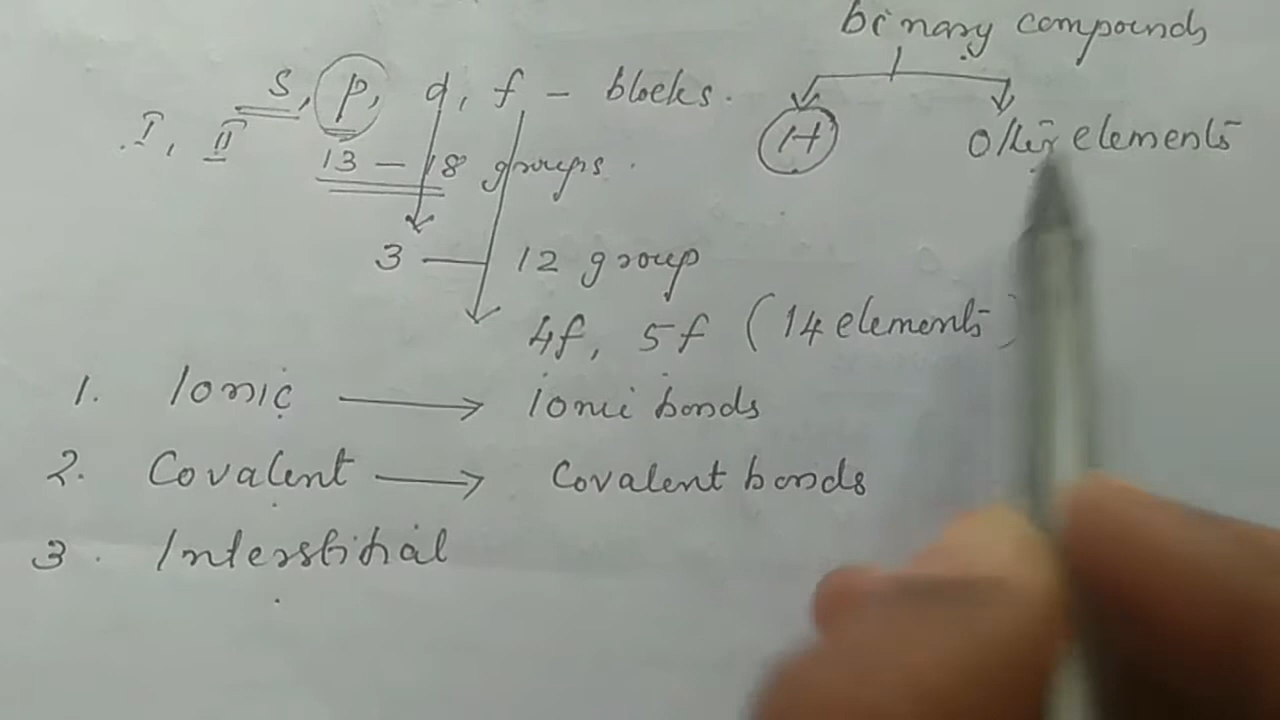 binary compounds
S, p, d, f - blocks.
I, II
H
other elements
13 - 18 groups.
3 — 12 group
4f, 5f (14 elements)
1. Ionic → Ionic bonds
2. Covalent → Covalent bonds
3. Interstitial